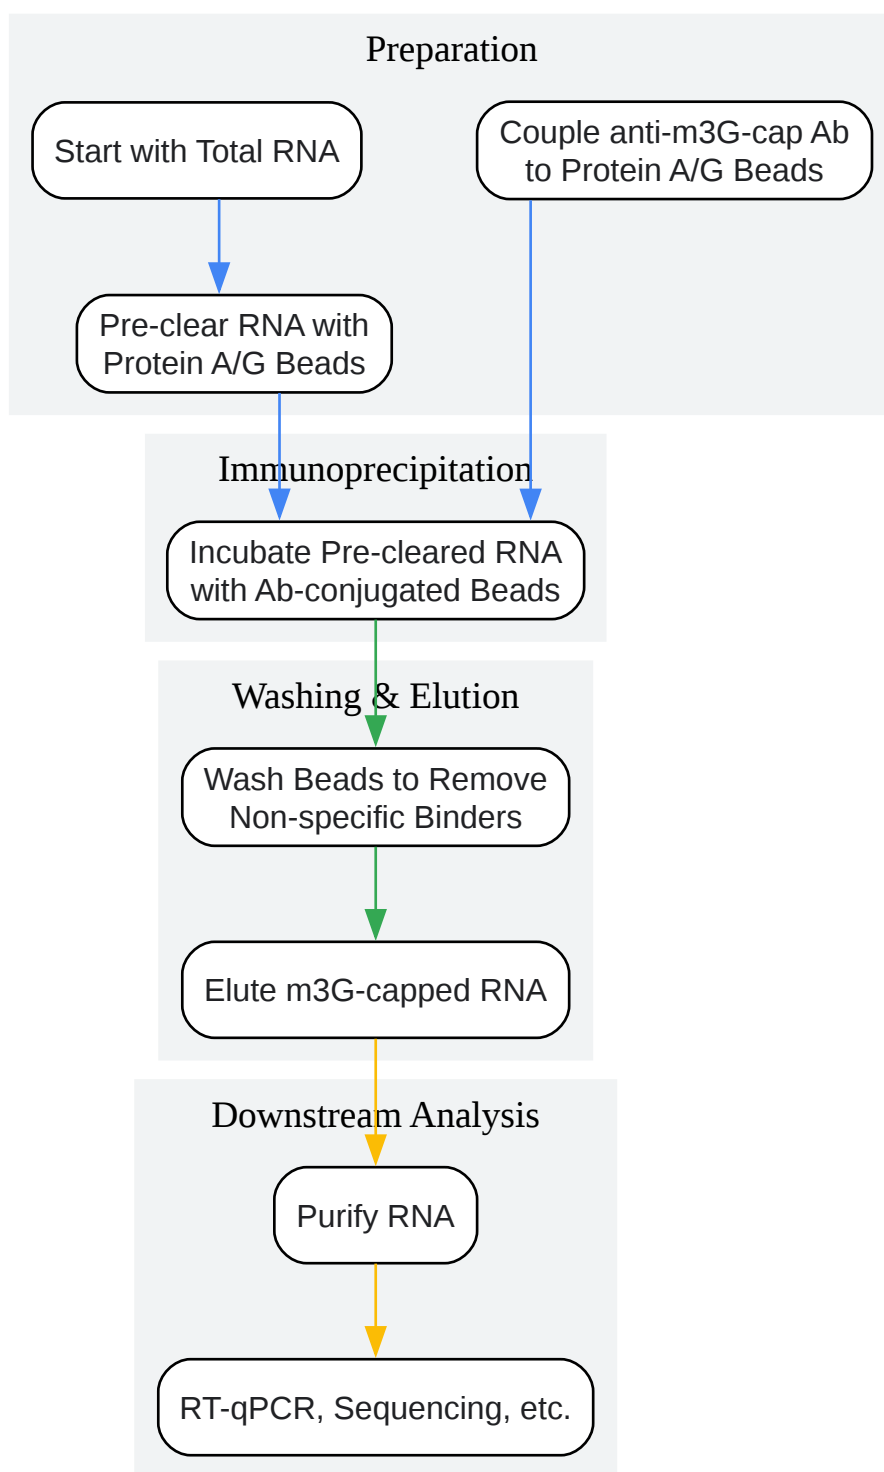 Preparation
Start with Total RNA
Couple anti-m3G-cap Ab
to Protein A/G Beads
Pre-clear RNA with
Protein A/G Beads
Immunoprecipitation
Incubate Pre-cleared RNA
with Ab-conjugated Beads
Washing & Elution
Wash Beads to Remove
Non-specific Binders
Elute m3G-capped RNA
Downstream Analysis
Purify RNA
RT-qPCR, Sequencing, etc.